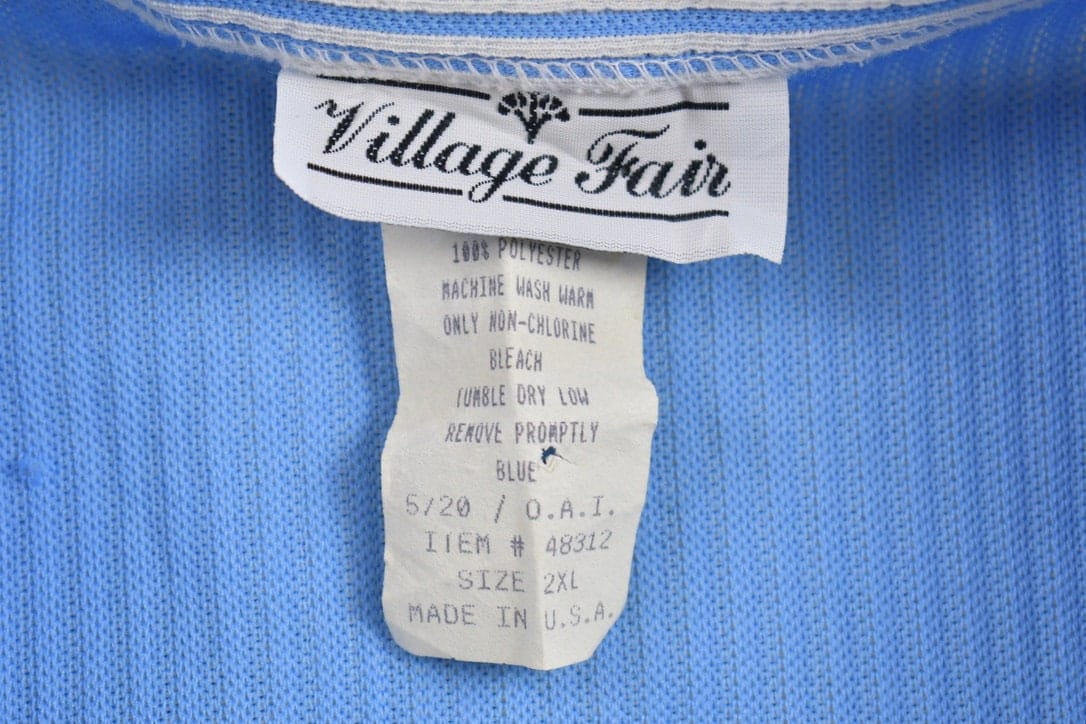 Village Fair
100% POLYESTER
MACHINE WASH WARM
ONLY NON-CHLORINE
BLEACH
TUMBLE DRY LOW
REMOVE PROMPTLY
BLUE
5/20 / O.A.I.
ITEM # 48312
SIZE 2XL
MADE IN U.S.A.